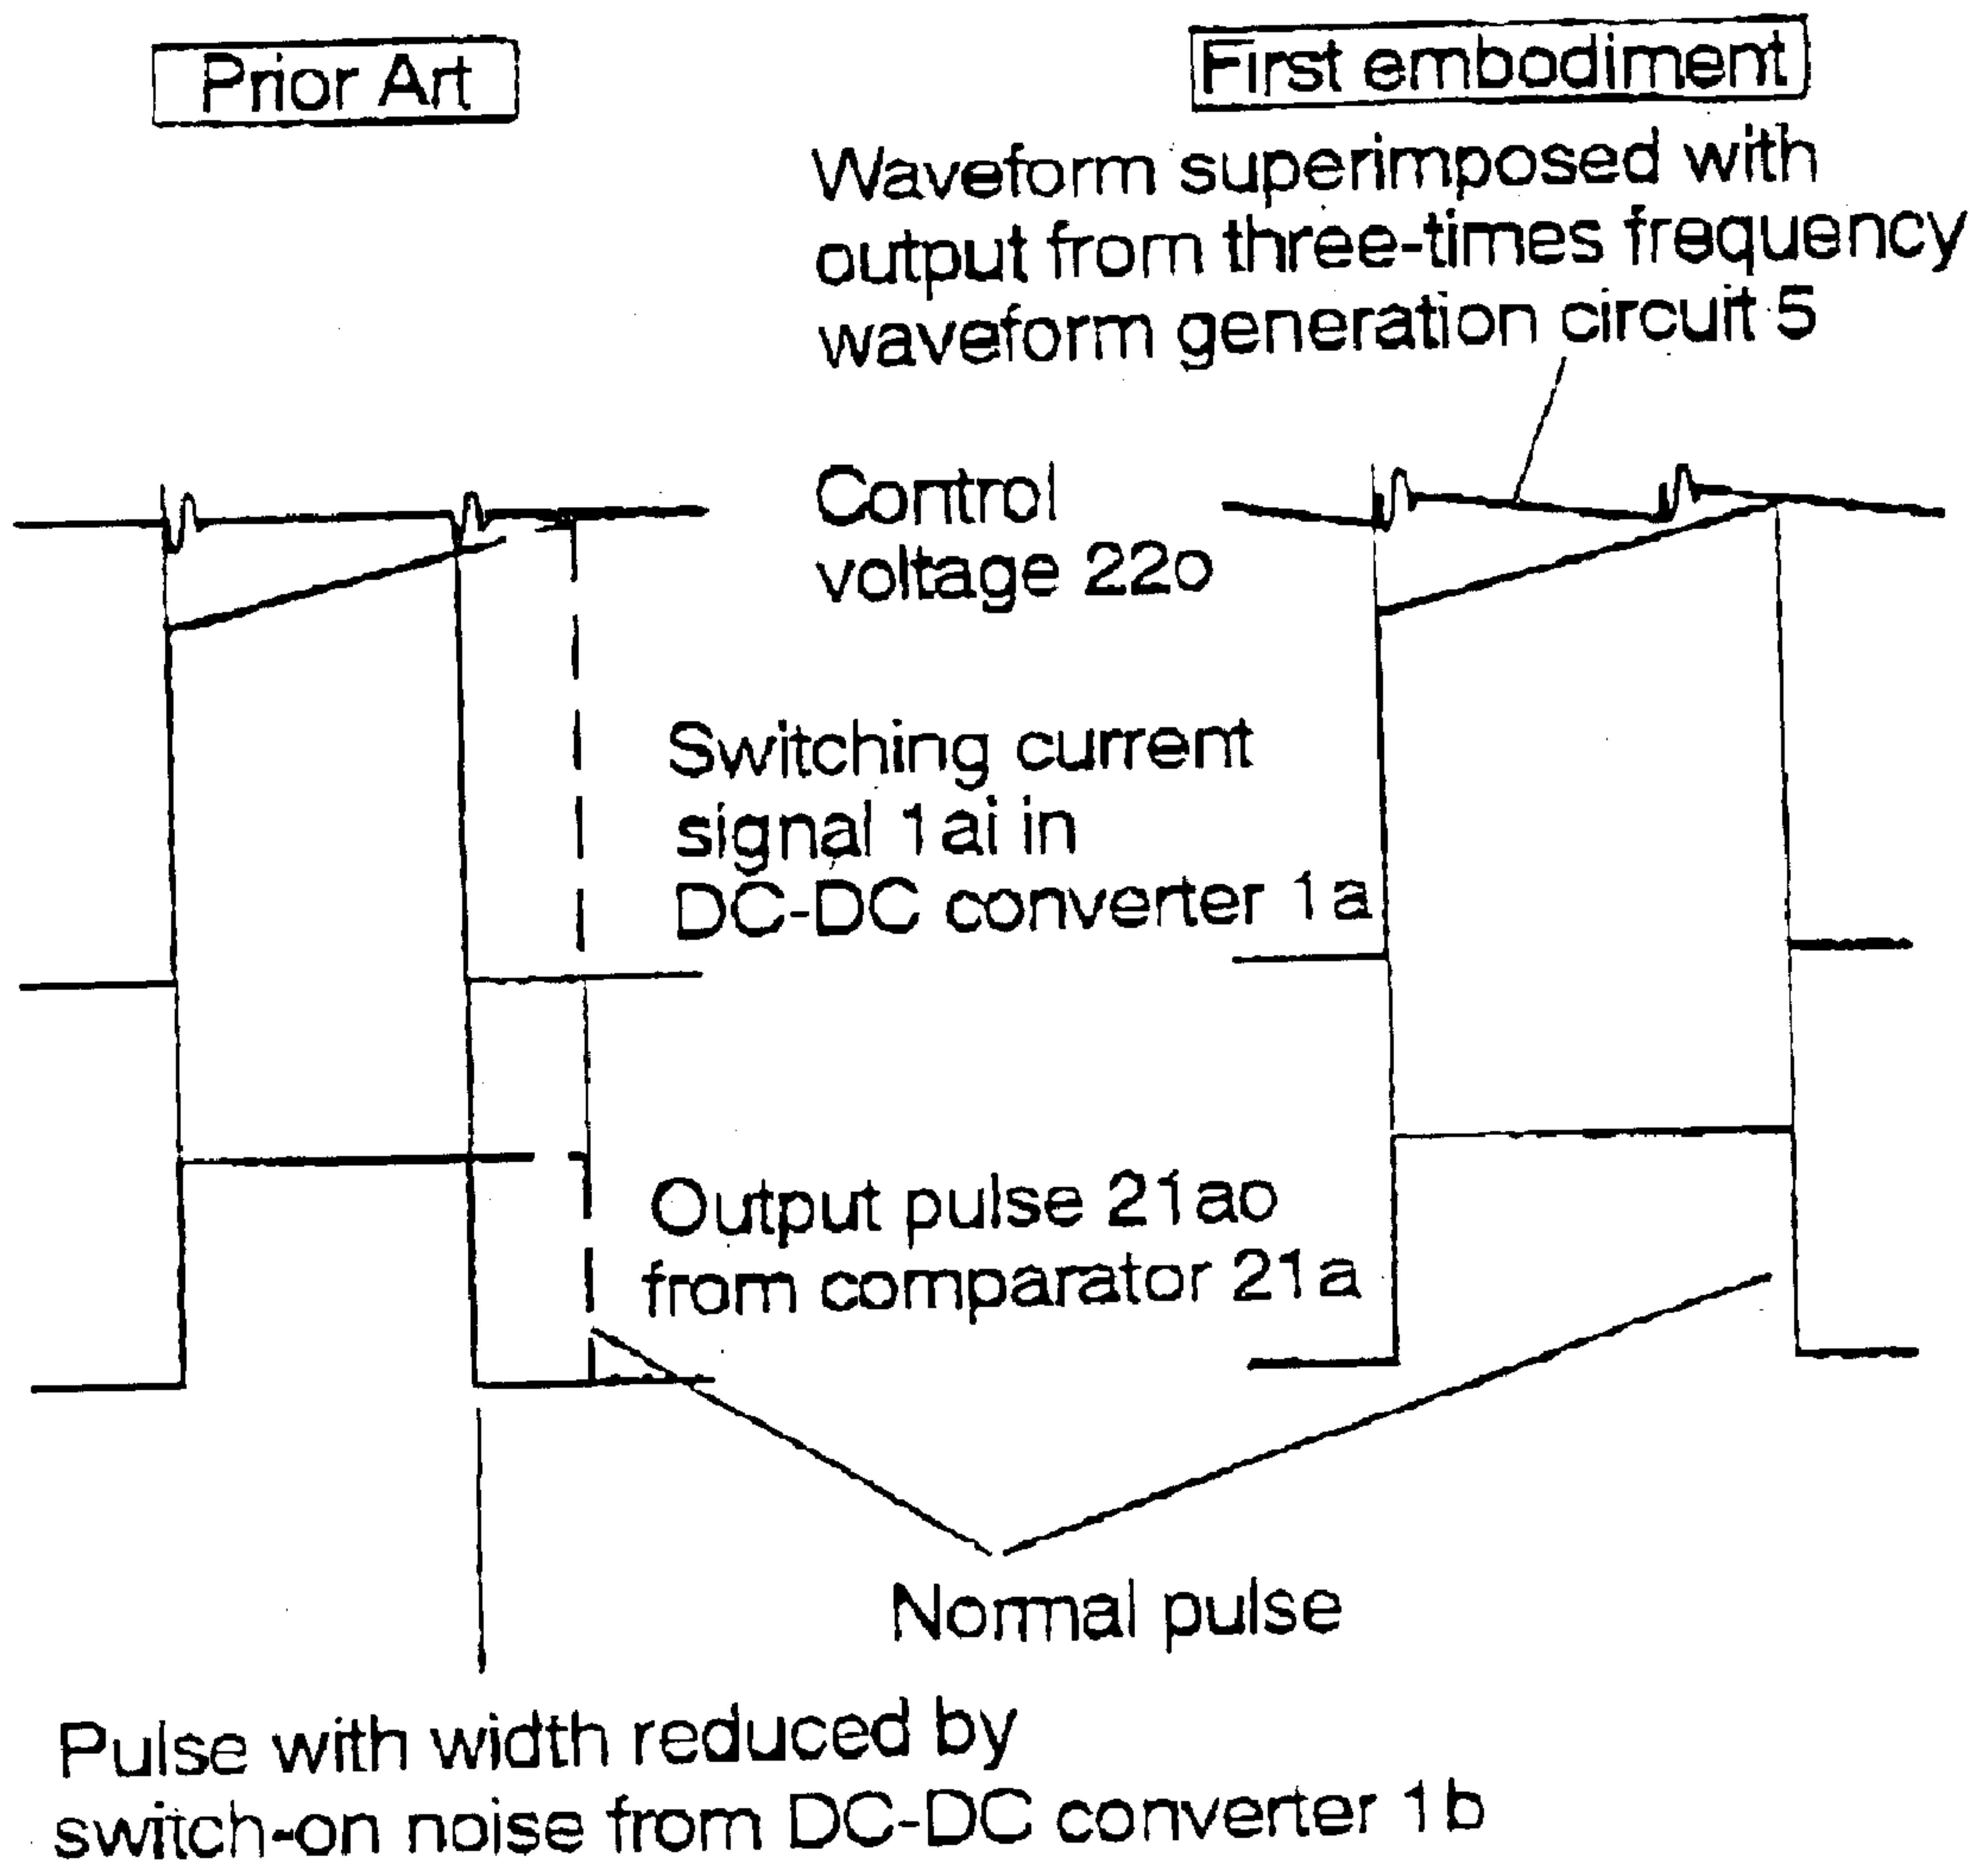 Prior Art
First embodiment
Waveform superimposed with
output from three-times frequency
waveform generation circuit 5
Control
voltage 22o
Switching current
signal 1ai in
DC-DC converter 1a
Output pulse 21ao
from comparator 21a
Normal pulse
Pulse with width reduced by
switch-on noise from DC-DC converter 1b